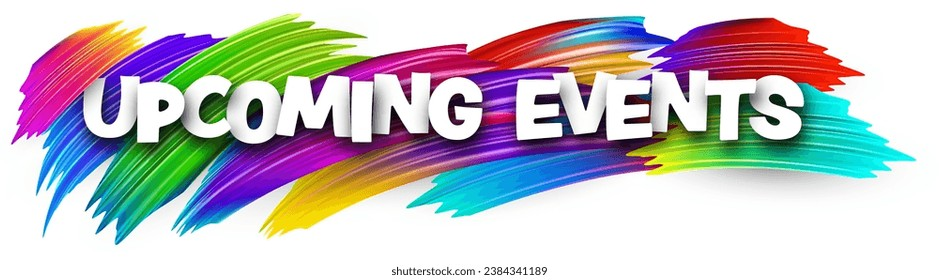 UPCOMING EVENTS
shutterstock.com · 2384341189